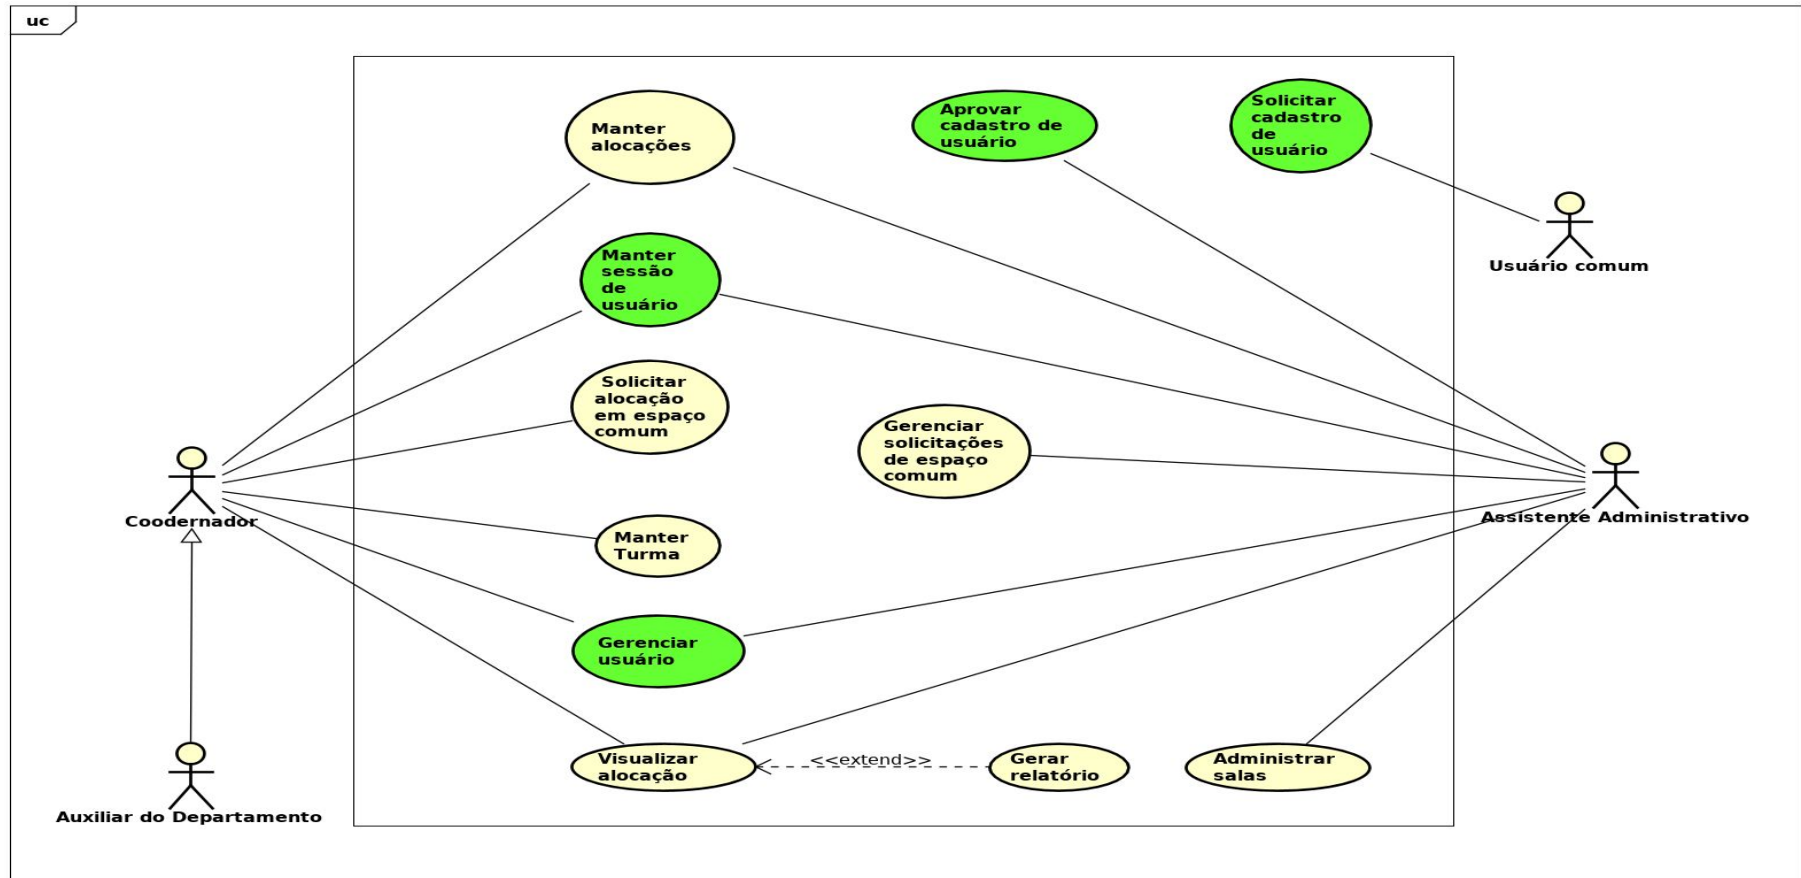 uc
Manter
alocações
Aprovar
cadastro de
usuário
Solicitar
cadastro
de
usuário
Usuário comum
Manter
sessão
de
usuário
Solicitar
alocação
em espaço
comum
Gerenciar
solicitações
de espaço
comum
Coodernador
Assistente Administrativo
Manter
Turma
Gerenciar
usuário
Visualizar
alocação
<<extend>>
Gerar
relatório
Administrar
salas
Auxiliar do Departamento